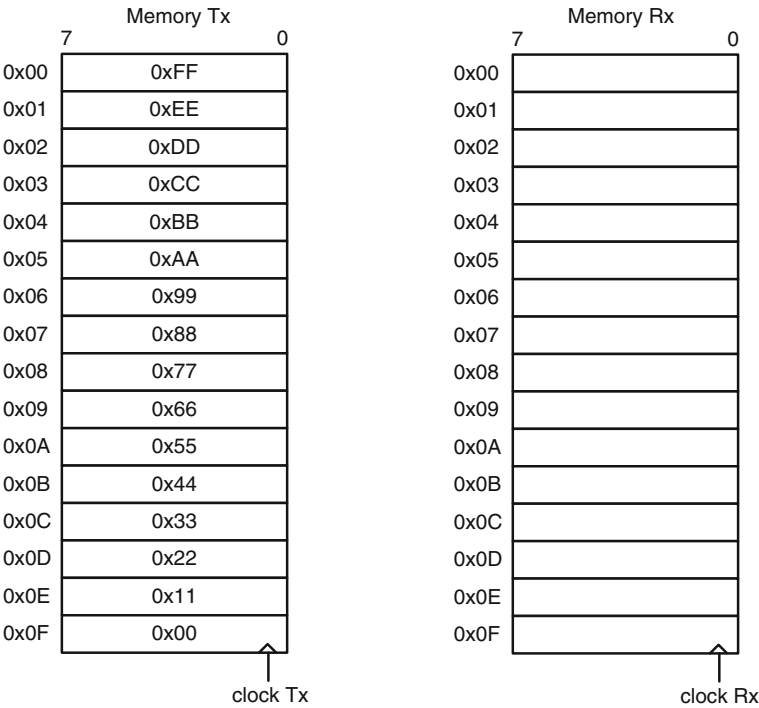 Memory Tx Memory Rx
7 0 7 0
0x00 0xFF 0x00
0x01 0xEE 0x01
0x02 0xDD 0x02
0x03 0xCC 0x03
0x04 0xBB 0x04
0x05 0xAA 0x05
0x06 0x99 0x06
0x07 0x88 0x07
0x08 0x77 0x08
0x09 0x66 0x09
0x0A 0x55 0x0A
0x0B 0x44 0x0B
0x0C 0x33 0x0C
0x0D 0x22 0x0D
0x0E 0x11 0x0E
0x0F 0x00 0x0F
clock Tx clock Rx